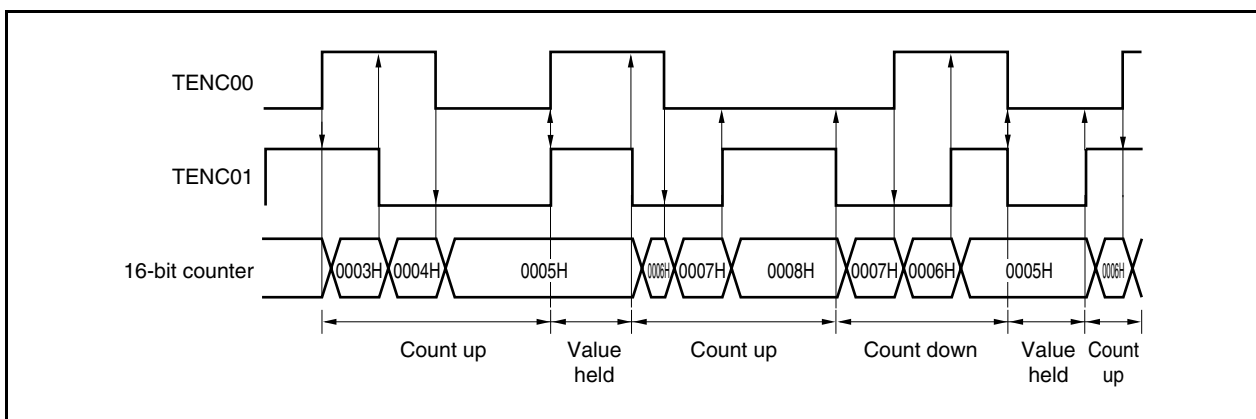 TENC00
TENC01
16-bit counter
0003H 0004H 0005H 0006H 0007H 0008H 0007H 0006H 0005H 0006H
Count up Value held Count up Count down Value held Count up